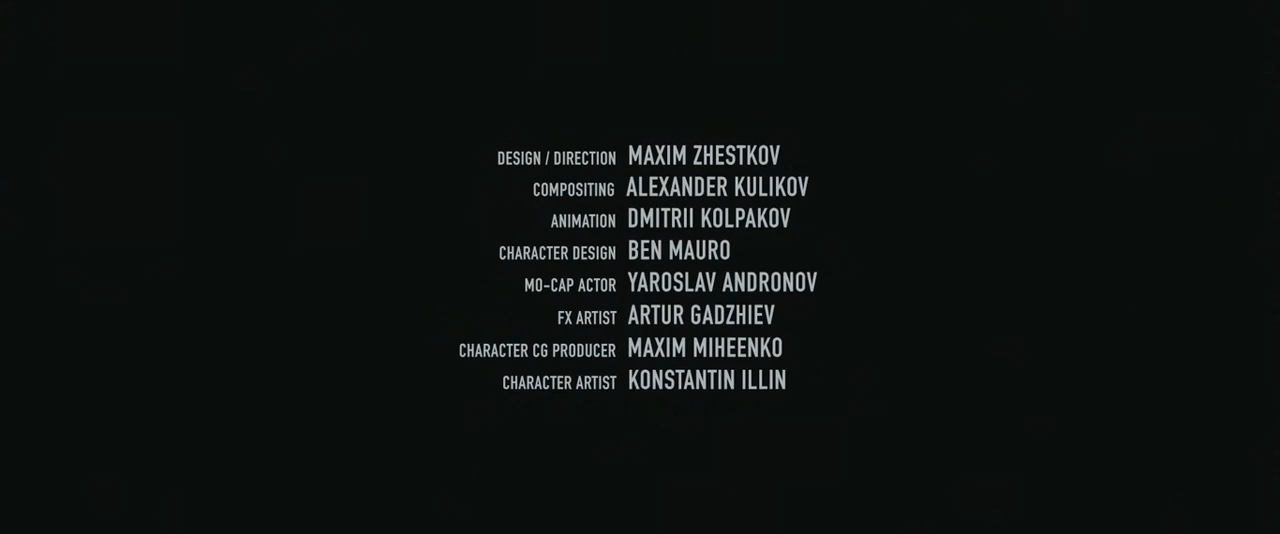 DESIGN / DIRECTION MAXIM ZHESTKOV
COMPOSITING ALEXANDER KULIKOV
ANIMATION DMITRII KOLPAKOV
CHARACTER DESIGN BEN MAURO
MO-CAP ACTOR YAROSLAV ANDRONOV
FX ARTIST ARTUR GADZHIEV
CHARACTER CG PRODUCER MAXIM MIHEENKO
CHARACTER ARTIST KONSTANTIN ILLIN